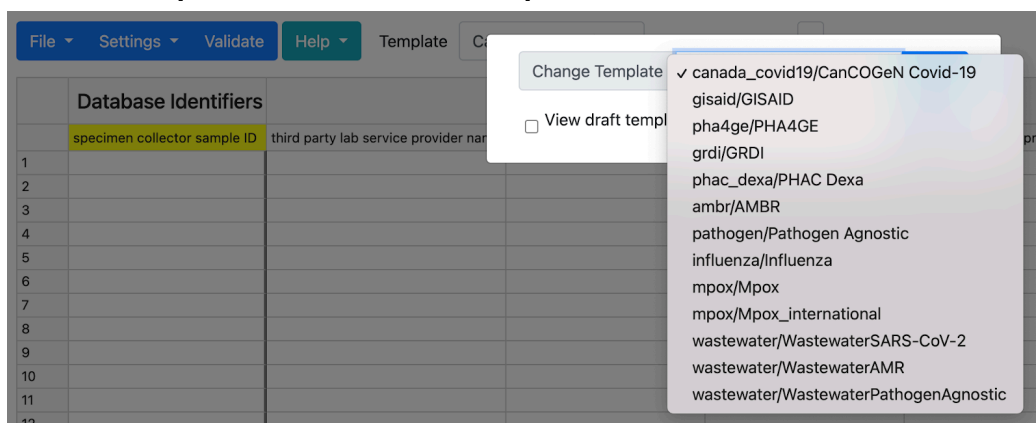 File Settings Validate Help Template
Change Template
✓ canada_covid19/CanCOGeN Covid-19
gisaid/GISAID
pha4ge/PHA4GE
grdi/GRDI
phac_dexa/PHAC Dexa
ambr/AMBR
pathogen/Pathogen Agnostic
influenza/Influenza
mpox/Mpox
mpox/Mpox_international
wastewater/WastewaterSARS-CoV-2
wastewater/WastewaterAMR
wastewater/WastewaterPathogenAgnostic
View draft templ
Database Identifiers
specimen collector sample ID third party lab service provider nar
1
2
3
4
5
6
7
8
9
10
11